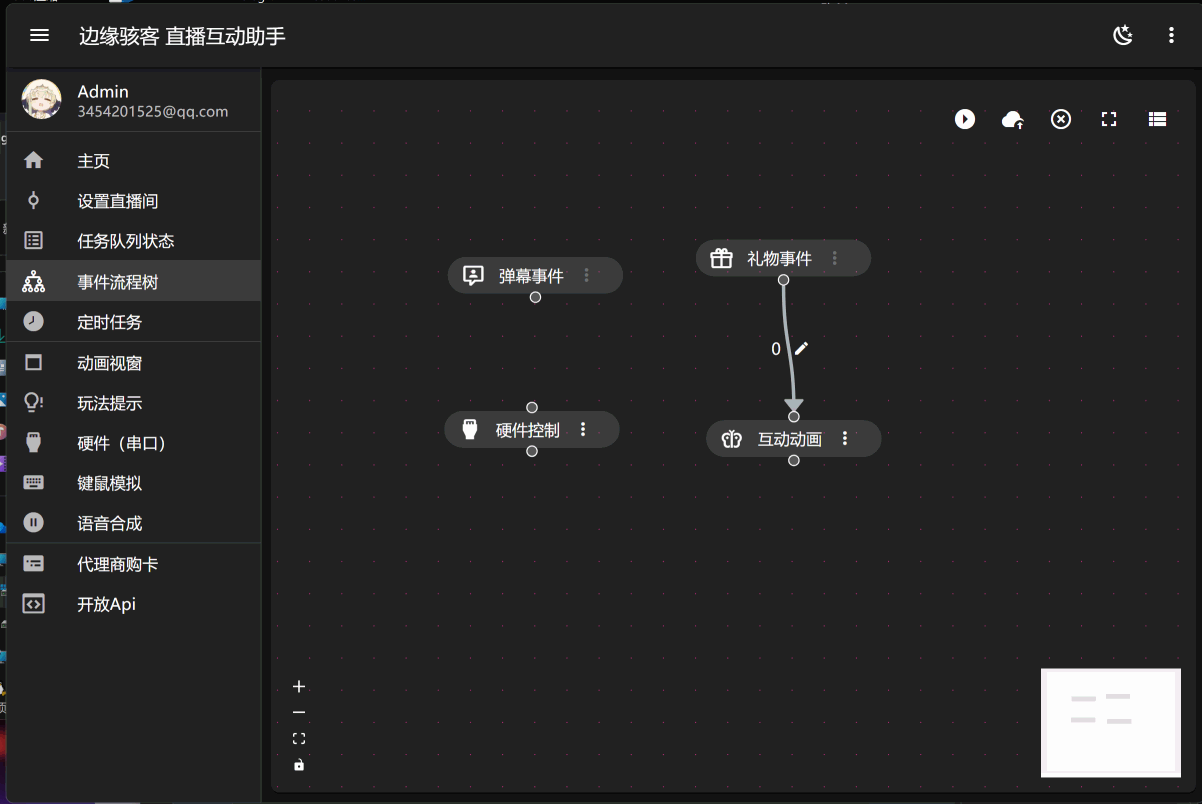 边缘骇客 直播互动助手
Admin
3454201525@qq.com
主页
设置直播间
任务队列状态
事件流程树
定时任务
动画视窗
玩法提示
硬件（串口）
键鼠模拟
语音合成
代理商购卡
开放Api
礼物事件
弹幕事件
0
硬件控制
互动动画